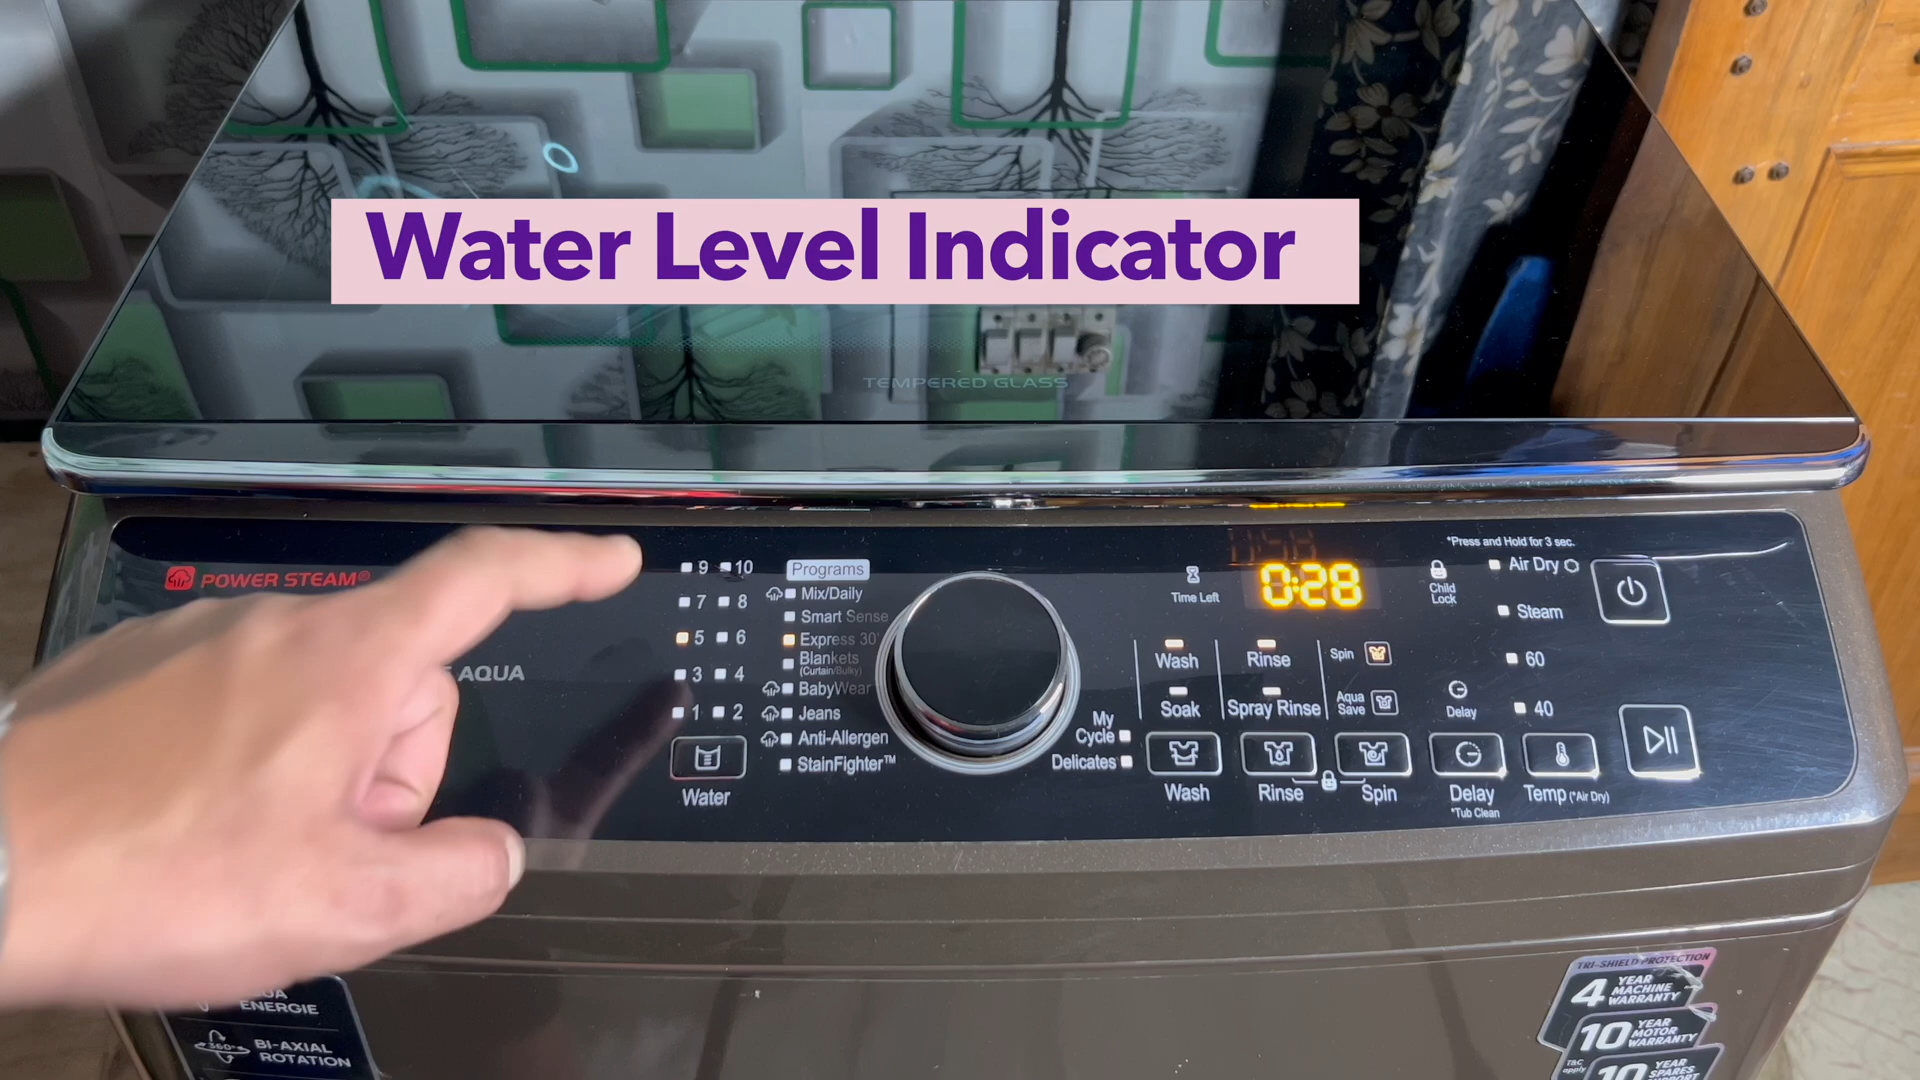 Water Level Indicator
TEMPERED GLASS
POWER STEAM®
AQUA
9 10
7 8
5 6
3 4
1 2
Water
Programs
Mix/Daily
Smart Sense
Express 30'
Blankets
(Curtain/Bulky)
BabyWear
Jeans
Anti-Allergen
StainFighter™
My
Cycle
Delicates
Time Left
0:28
Wash
Soak
Wash
Rinse
Spray Rinse
Rinse
Spin
Aqua
Save
Spin
*Press and Hold for 3 sec.
Child
Lock
Air Dry
Steam
60
40
Delay
Delay
*Tub Clean
Temp (*Air Dry)
ENERGIE
360°
BI-AXIAL
ROTATION
TRI-SHIELD PROTECTION
4 YEAR
MACHINE
WARRANTY
10 YEAR
MOTOR
WARRANTY
T&C
apply
10 YEAR
SPARES